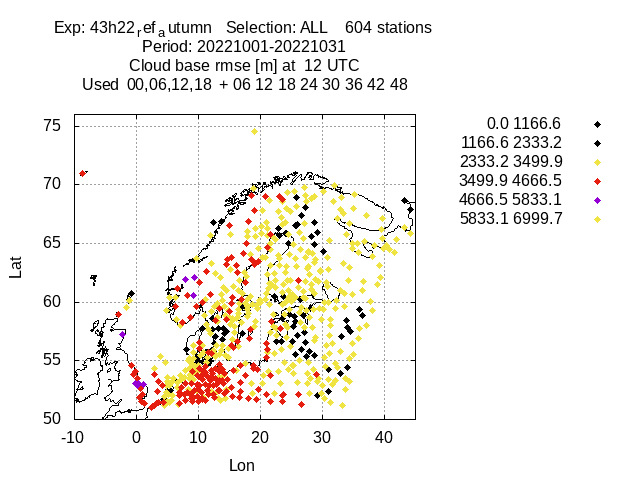 Exp: 43h22refautumn   Selection: ALL    604 stations
Period: 20221001-20221031
Cloud base rmse [m] at  12 UTC
Used  00,06,12,18  + 06 12 18 24 30 36 42 48
0.0 1166.6
1166.6 2333.2
2333.2 3499.9
3499.9 4666.5
4666.5 5833.1
5833.1 6999.7
75
70
65
60
55
50
Lat
-10 0 10 20 30 40
Lon